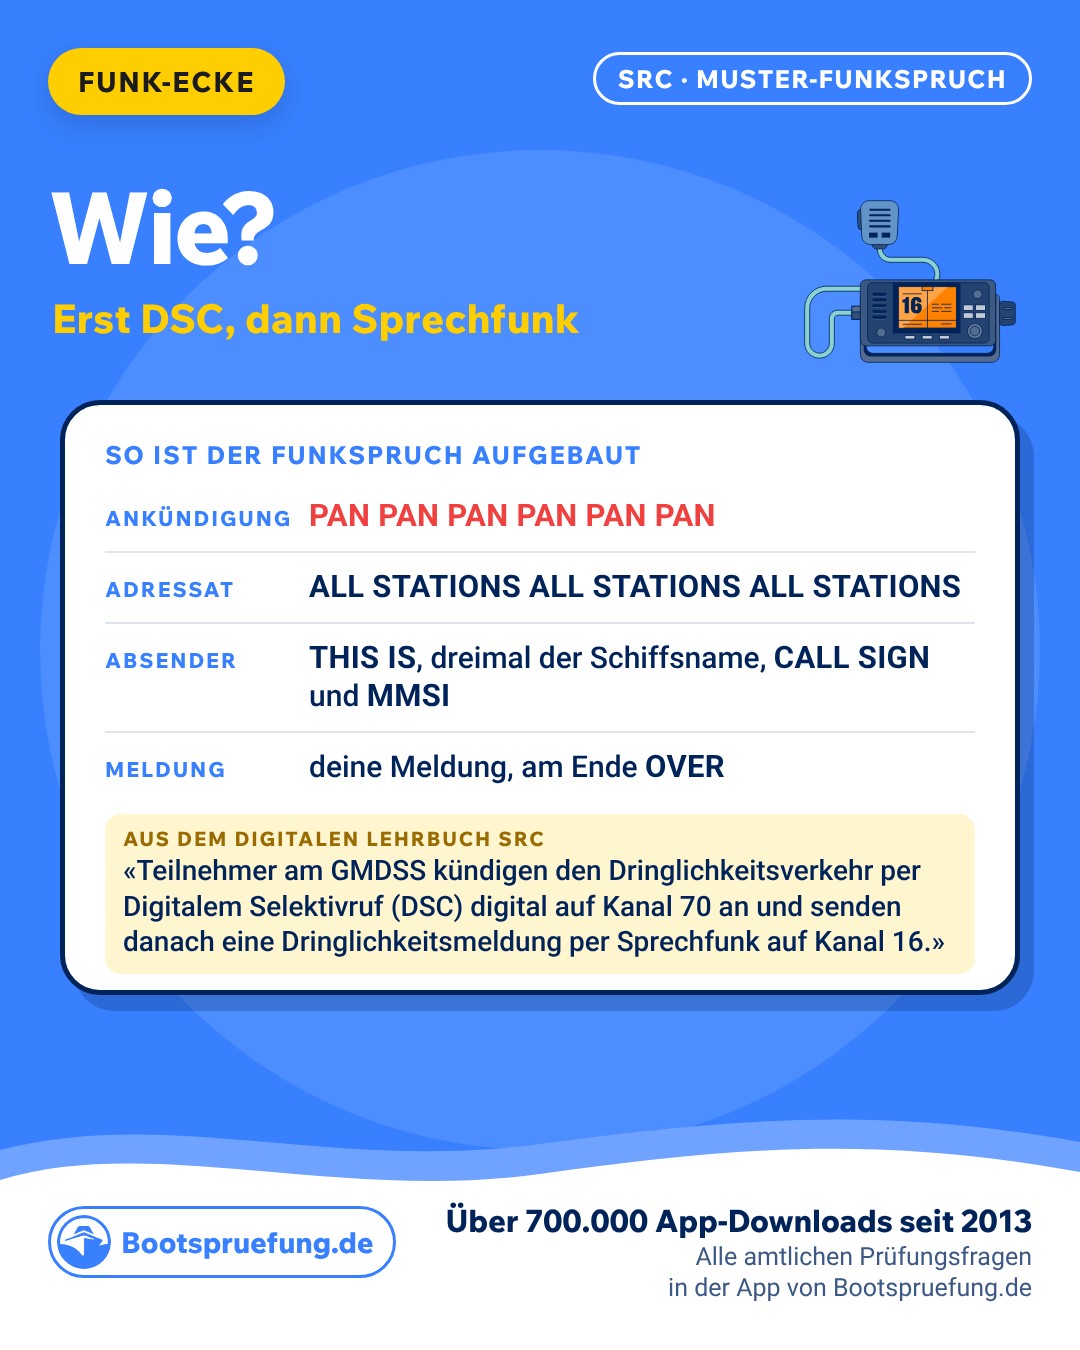 FUNK-ECKE
SRC · MUSTER-FUNKSPRUCH
Wie?
Erst DSC, dann Sprechfunk
16
SO IST DER FUNKSPRUCH AUFGEBAUT
ANKÜNDIGUNG PAN PAN PAN PAN PAN PAN
ADRESSAT ALL STATIONS ALL STATIONS ALL STATIONS
ABSENDER THIS IS, dreimal der Schiffsname, CALL SIGN
und MMSI
MELDUNG deine Meldung, am Ende OVER
AUS DEM DIGITALEN LEHRBUCH SRC
«Teilnehmer am GMDSS kündigen den Dringlichkeitsverkehr per
Digitalem Selektivruf (DSC) digital auf Kanal 70 an und senden
danach eine Dringlichkeitsmeldung per Sprechfunk auf Kanal 16.»
Bootspruefung.de
Über 700.000 App-Downloads seit 2013
Alle amtlichen Prüfungsfragen
in der App von Bootspruefung.de